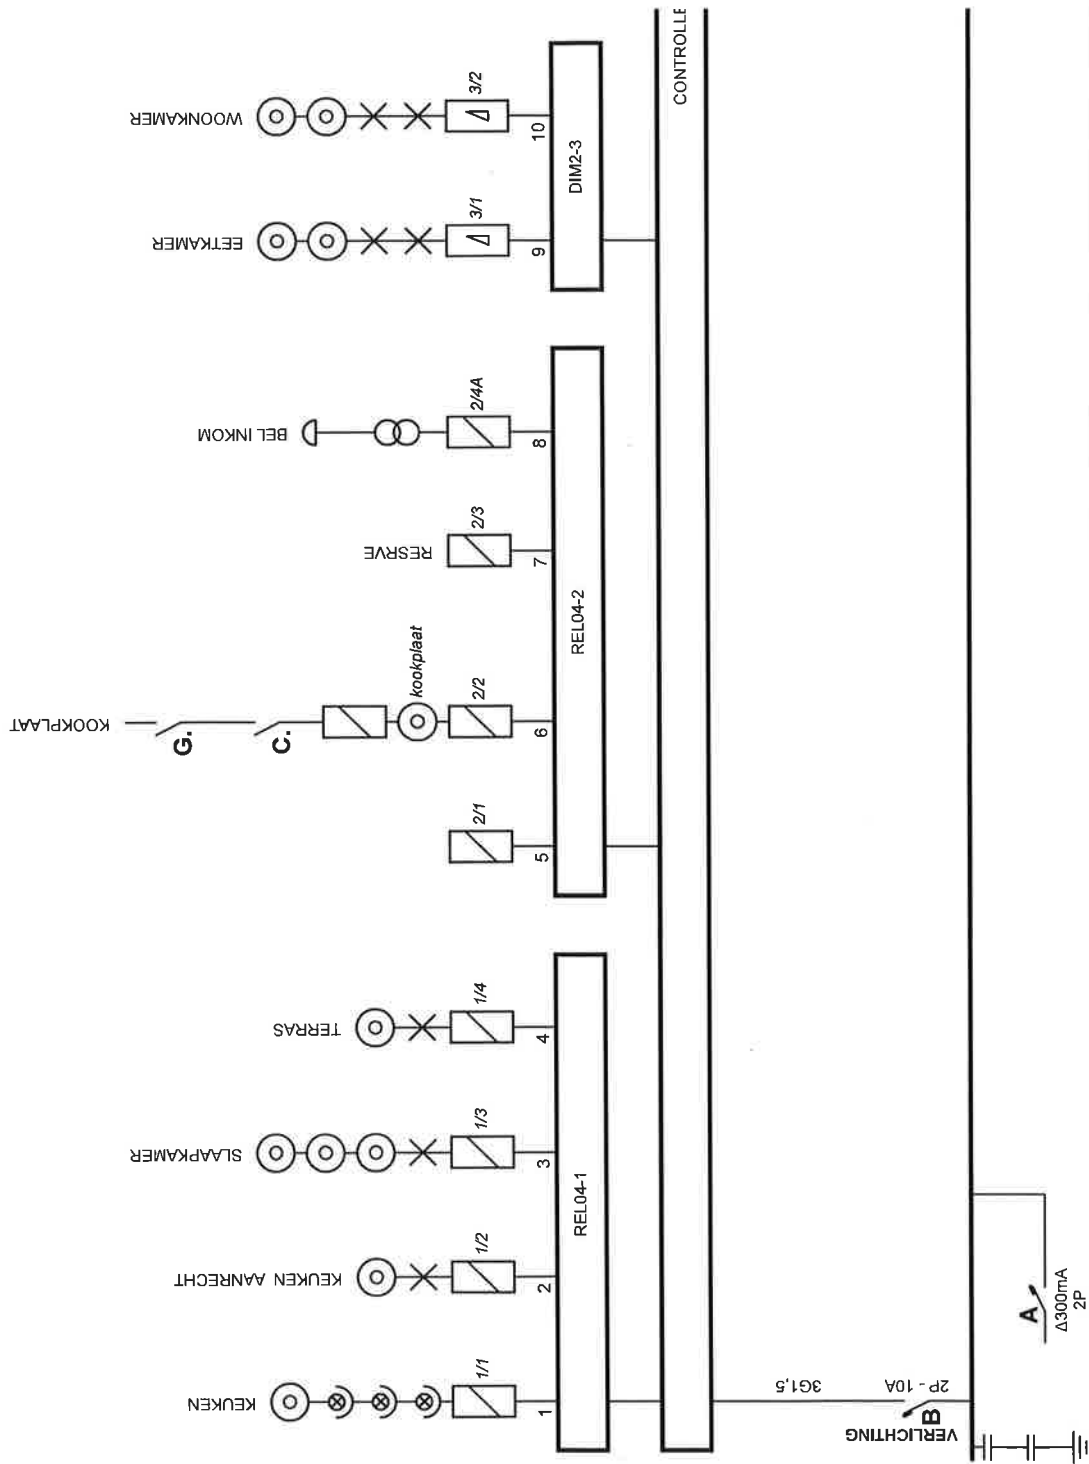 WOONKAMER
3/2
10
EETKAMER
3/1
9
DIM2-3
CONTROLLE
BEL INKOM
2/4A
8
RESRVE
2/3
7
KOOKPLAAT
G.
C.
kookplaat
2/2
6
2/1
5
REL04-2
TERRAS
1/4
4
SLAAPKAMER
1/3
3
KEUKEN AANRECHT
1/2
2
KEUKEN
1/1
1
REL04-1
3G1,5
2P - 10A
B
VERLICHTING
A
Δ300mA
2P